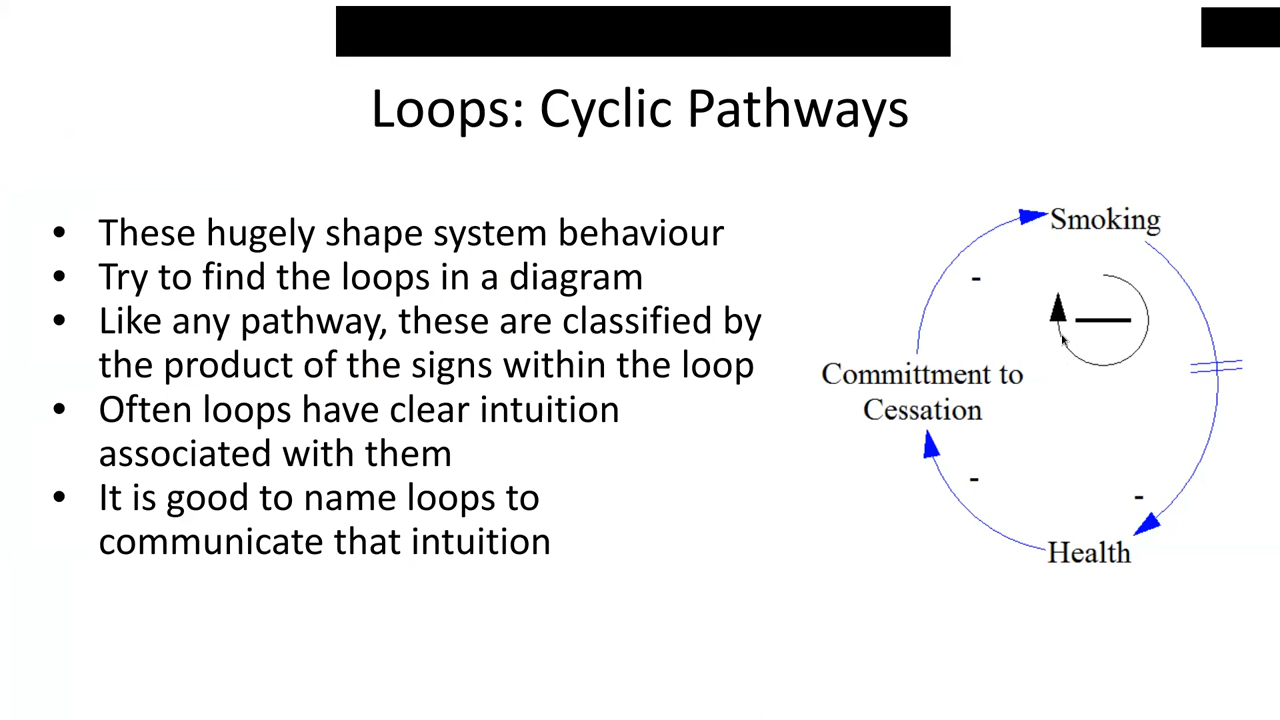 Loops: Cyclic Pathways
• These hugely shape system behaviour
• Try to find the loops in a diagram
• Like any pathway, these are classified by
the product of the signs within the loop
• Often loops have clear intuition
associated with them
• It is good to name loops to
communicate that intuition
Smoking
-
Committment to
Cessation
-
-
Health